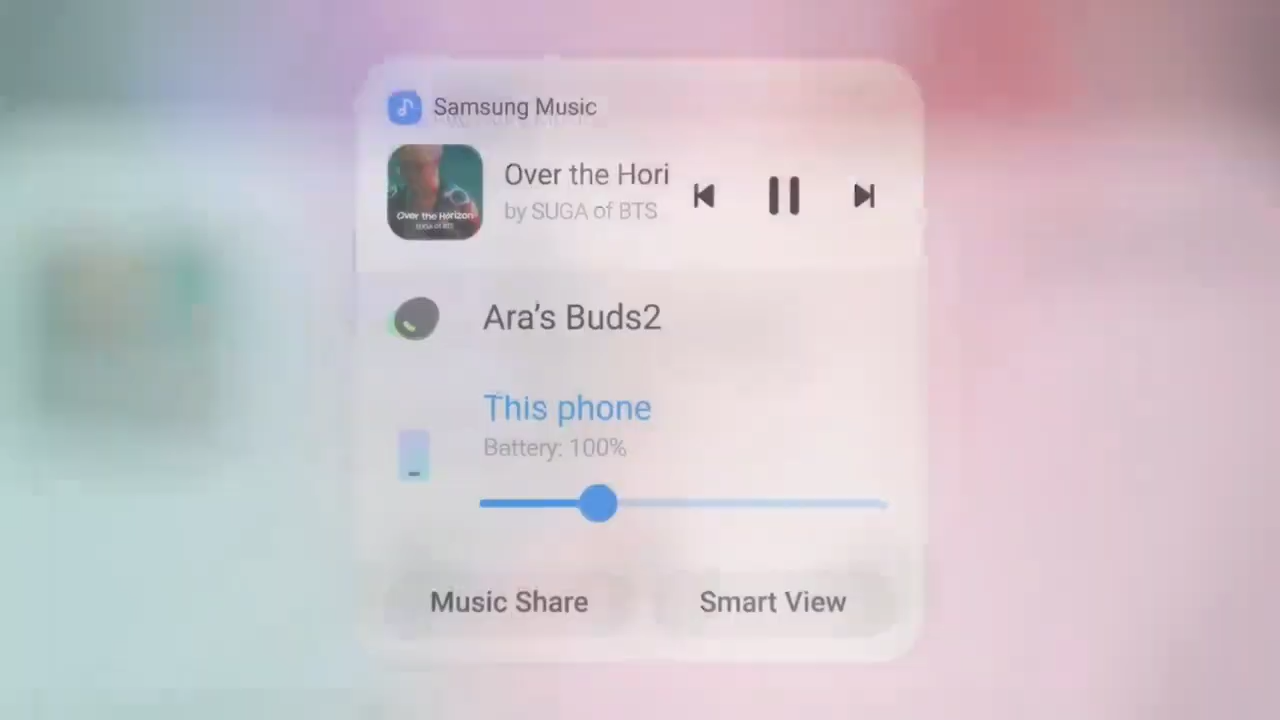 Samsung Music
Over the Hori
by SUGA of BTS
Over the Horizon
SUGA of BTS
Ara's Buds2
This phone
Battery: 100%
Music Share
Smart View